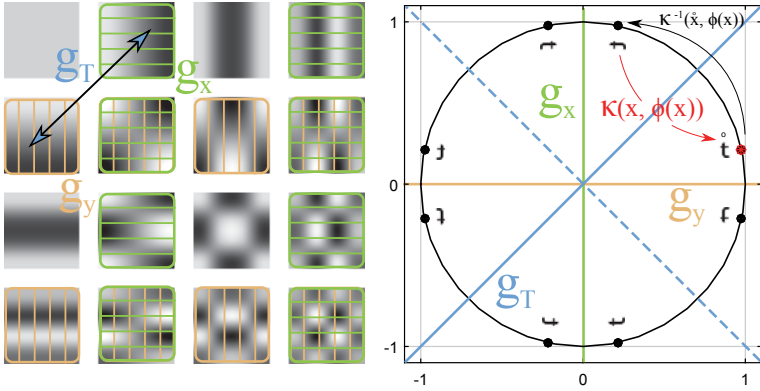 g_T
g_x
g_y
1
0
-1
-1
0
1
g_x
g_y
g_T
κ(x, ϕ(x))
κ⁻¹(x̊, ϕ(x))
t̊